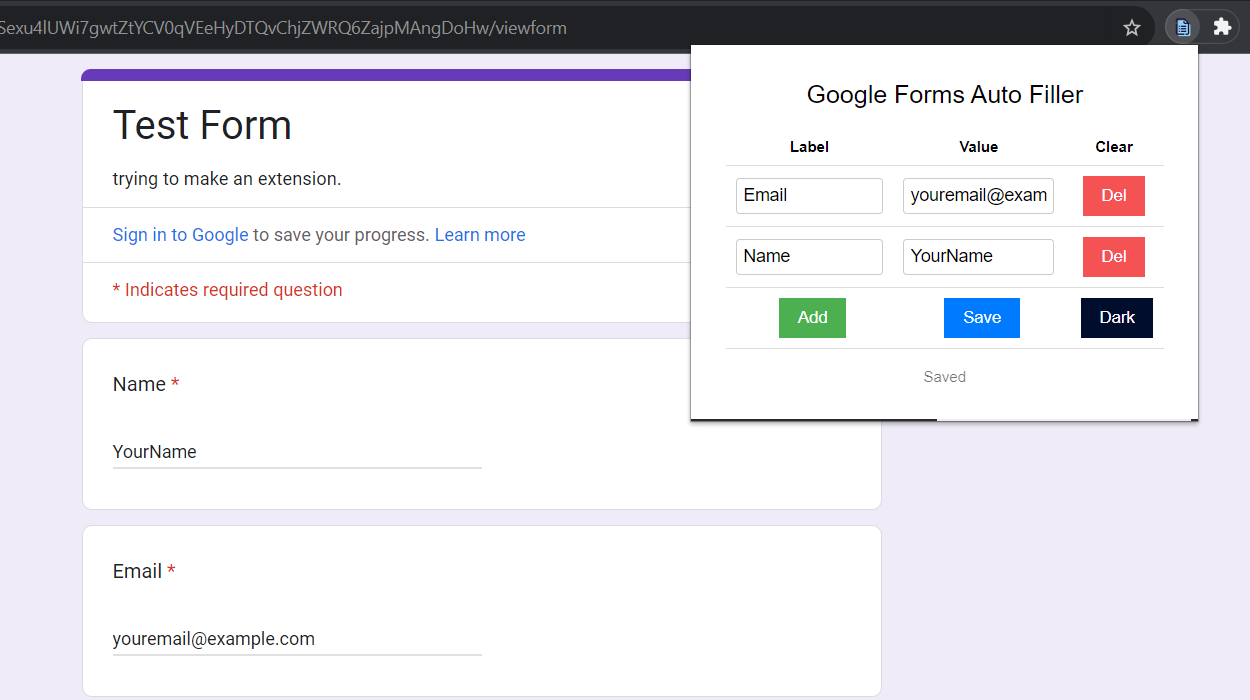 Sexu4lUWi7gwtZtYCV0qVEeHyDTQvChjZWRQ6ZajpMAngDoHw/viewform
Test Form
trying to make an extension.
Sign in to Google to save your progress. Learn more
* Indicates required question
Name *
YourName
Email *
youremail@example.com
Google Forms Auto Filler
Label Value Clear
Email youremail@exam Del
Name YourName Del
Add Save Dark
Saved